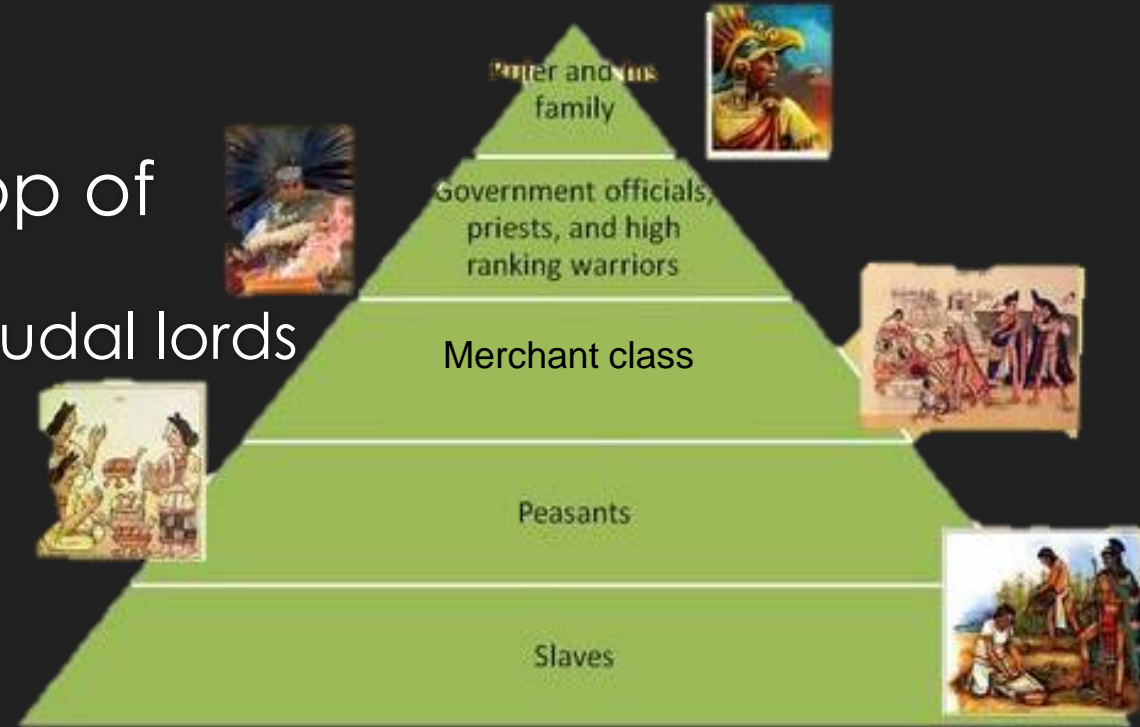 op of
udal lords
Ruler and his
family
Government officials,
priests, and high
ranking warriors
Merchant class
Peasants
Slaves